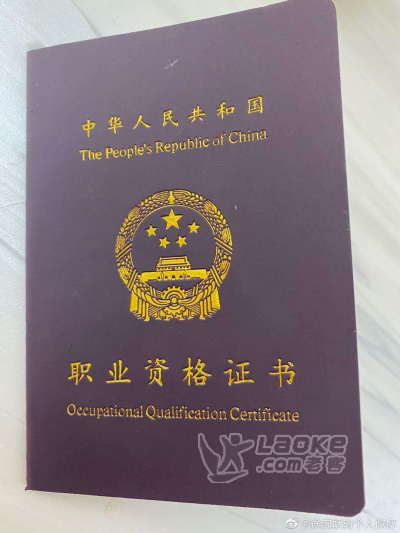 中华人民共和国
The People's Republic of China
职业资格证书
Occupational Qualification Certificate
LAOKE
.com老客